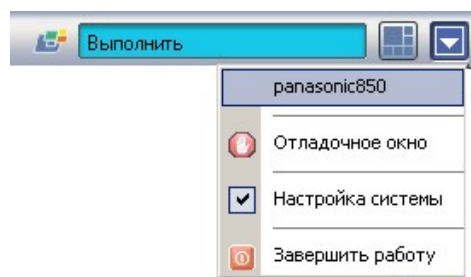 Выполнить
panasonic850
Отладочное окно
Настройка системы
Завершить работу